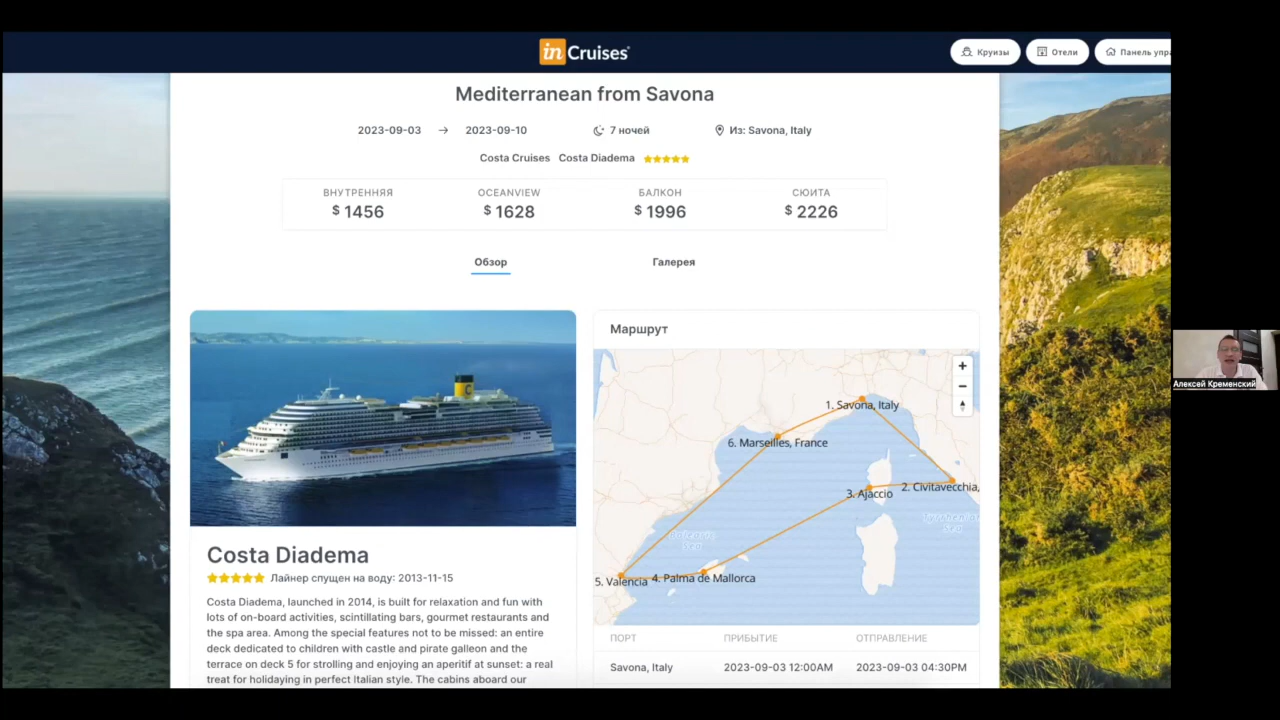 in Cruises
Круизы
Отели
Панель упра
Mediterranean from Savona
2023-09-03 → 2023-09-10
7 ночей
Из: Savona, Italy
Costa Cruises Costa Diadema
ВНУТРЕННЯЯ OCEANVIEW БАЛКОН СЮИТА
$ 1456 $ 1628 $ 1996 $ 2226
Обзор Галерея
Маршрут
1. Savona, Italy
6. Marseilles, France
3. Ajaccio
2. Civitavecchia,
Tyrrhenian
Sea
Balearic
Sea
5. Valencia
4. Palma de Mallorca
ПОРТ ПРИБЫТИЕ ОТПРАВЛЕНИЕ
Savona, Italy 2023-09-03 12:00AM 2023-09-03 04:30PM
Costa Diadema
Лайнер спущен на воду: 2013-11-15
Costa Diadema, launched in 2014, is built for relaxation and fun with
lots of on-board activities, scintillating bars, gourmet restaurants and
the spa area. Among the special features not to be missed: an entire
deck dedicated to children with castle and pirate galleon and the
terrace on deck 5 for strolling and enjoying an aperitif at sunset: a real
treat for holidaying in perfect Italian style. The cabins aboard our
Алексей Кременский